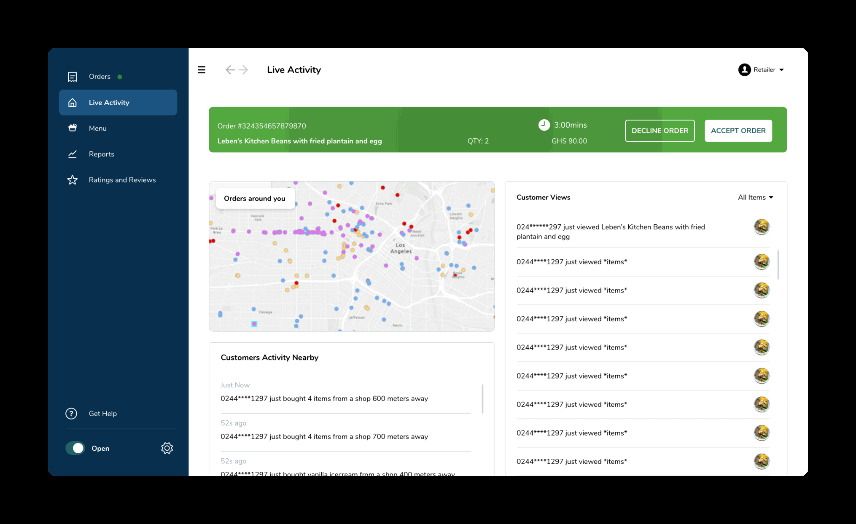 Orders
Live Activity
Menu
Reports
Ratings and Reviews
Get Help
Open
Live Activity
Retailer
Order #324354657879870
Leben's Kitchen Beans with fried plantain and egg
QTY: 2
3:00mins
GHS 90.00
DECLINE ORDER
ACCEPT ORDER
Orders around you
Los
Angeles
Customers Activity Nearby
Just Now
0244****1297 just bought 4 items from a shop 600 meters away
52s ago
0244****1297 just bought 4 items from a shop 700 meters away
52s ago
0244****1297 just bought vanilla icecream from a shop 400 meters away
Customer Views
All Items
024******297 just viewed Leben's Kitchen Beans with fried
plantain and egg
0244****1297 just viewed *items*
0244****1297 just viewed *items*
0244****1297 just viewed *items*
0244****1297 just viewed *items*
0244****1297 just viewed *items*
0244****1297 just viewed *items*
0244****1297 just viewed *items*
0244****1297 just viewed *items*